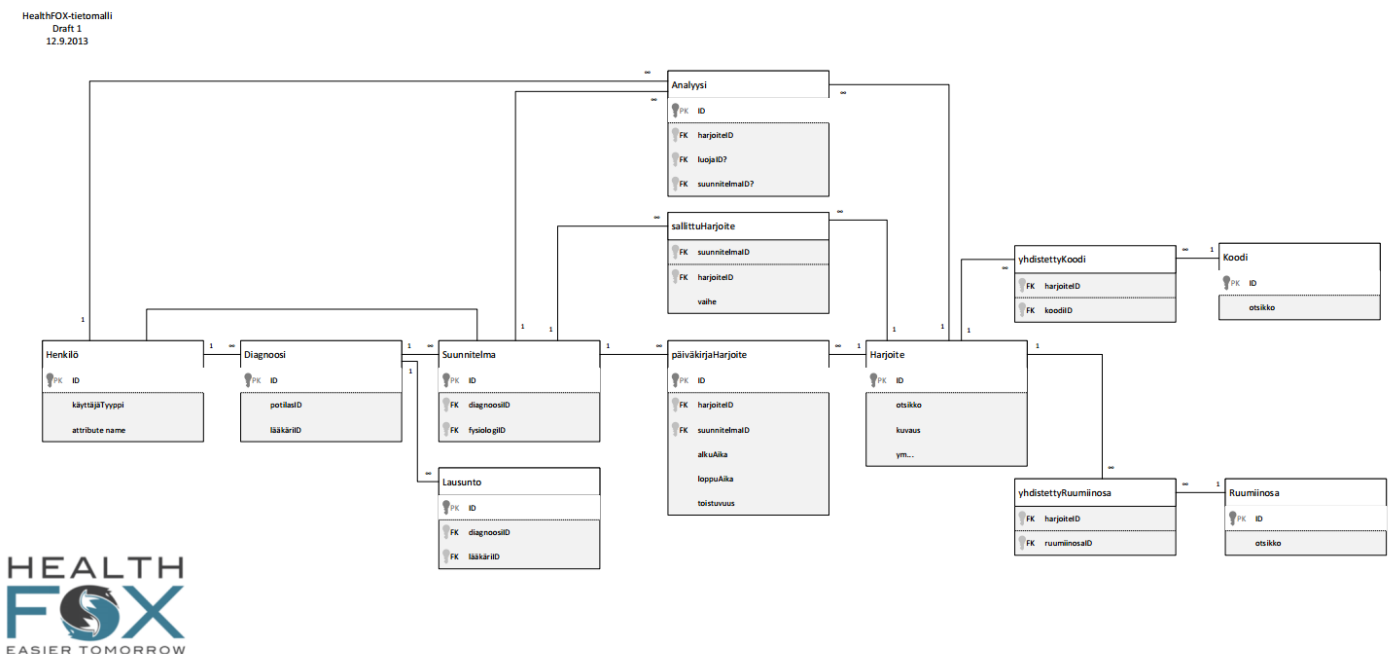 HealthFOX-tietomalli
Draft 1
12.9.2013
∞
Analyysi
∞
∞
PK ID
FK harjoiteID
FK luojaID?
FK suunnitelmaID?
∞
sallittuHarjoite
∞
FK suunnitelmaID
FK harjoiteID
vaihe
yhdistettyKoodi
∞
1
Koodi
∞
FK harjoiteID
FK koodiID
PK ID
otsikko
1
1
1
1
1
1
Henkilö
PK ID
käyttäjäTyyppi
attribute name
1
∞
Diagnoosi
PK ID
potilasID
lääkäriID
1
∞
1
Suunnitelma
PK ID
FK diagnoosiID
FK fysiologiID
1
∞
päiväkirjaHarjoite
PK ID
FK harjoiteID
FK suunnitelmaID
alkuAika
loppuAika
toistuvuus
∞
1
Harjoite
PK ID
otsikko
kuvaus
ym...
1
∞
∞
Lausunto
PK ID
FK diagnoosiID
FK lääkäriID
yhdistettyRuumiinosa
FK harjoiteID
FK ruumiinosaID
∞
1
Ruumiinosa
PK ID
otsikko
HEALTH
FOX
EASIER TOMORROW